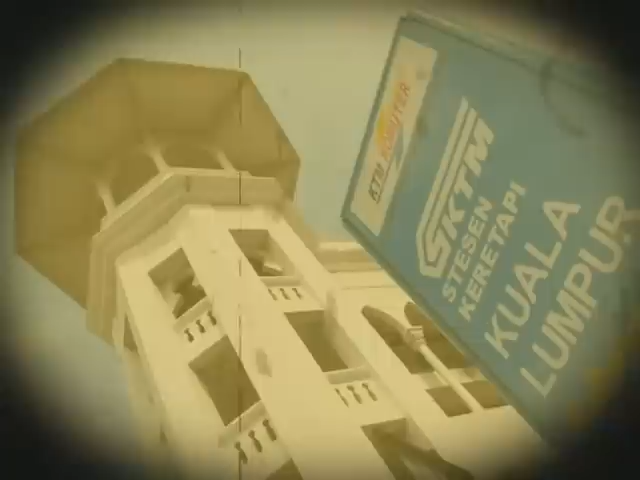 KTM KOMUTER
KTM
STESEN
KERETAPI
KUALA
LUMPUR